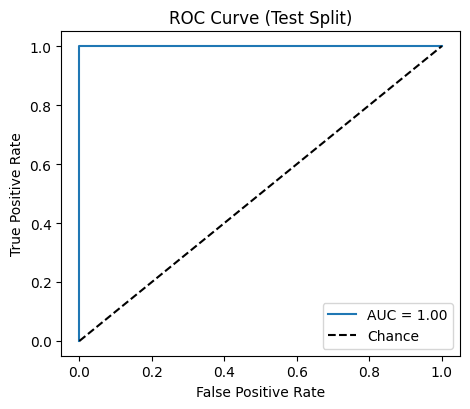 ROC Curve (Test Split)
True Positive Rate
1.0
0.8
0.6
0.4
0.2
0.0
0.0 0.2 0.4 0.6 0.8 1.0
False Positive Rate
AUC = 1.00
Chance